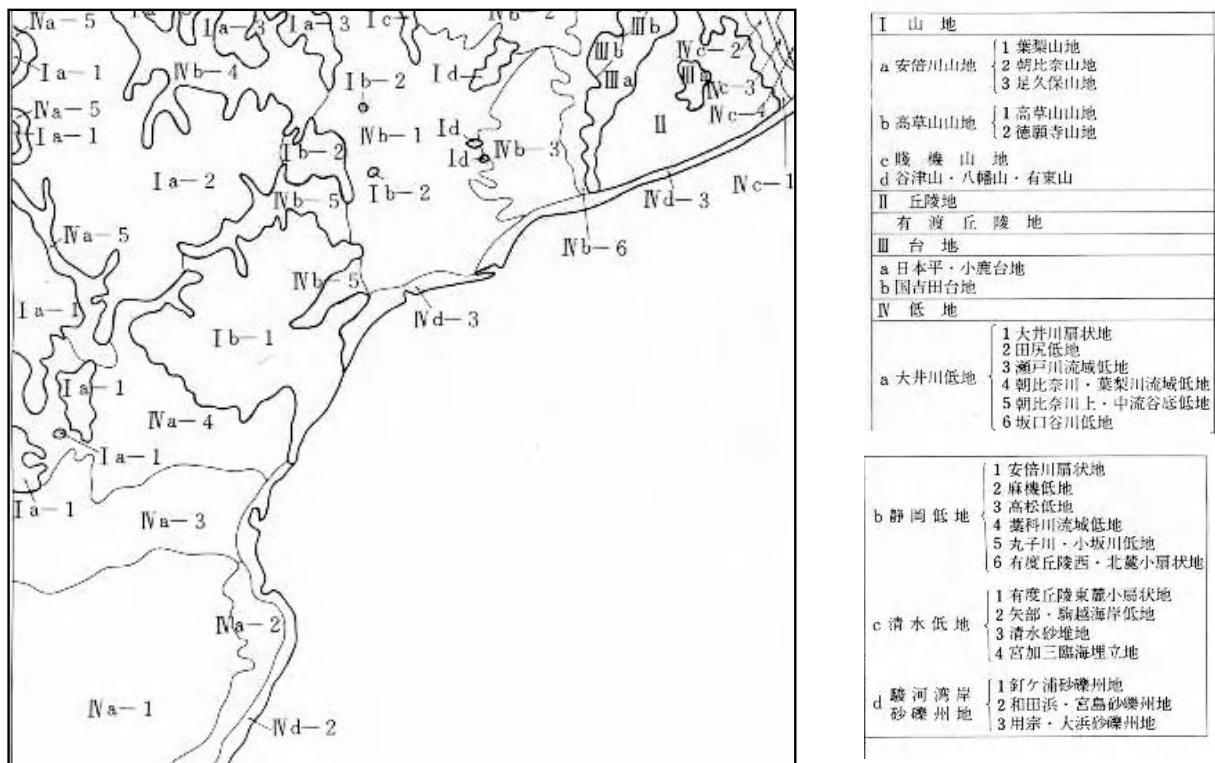 Ⅳa－5
Ⅰa－3
Ⅰa－3
Ⅰc－1
Ⅳb－2
Ⅲb
Ⅲb
Ⅳc－2
Ⅰa－1
Ⅳb－4
Ⅰb－2
Ⅰd
Ⅲa
Ⅳc－3
Ⅳa－5
Ⅰa－1
Ⅳb－1
Ⅰd
Ⅱ
Ⅳc－4
Ⅰb－2
Ⅰd
Ⅳb－3
Ⅰa－2
Ⅰb－2
Ⅳc－1
Ⅳb－5
Ⅳd－3
Ⅳa－5
Ⅳb－6
Ⅳb－5
Ⅰa－1
Ⅳd－3
Ⅰb－1
Ⅰa－1
Ⅳa－4
Ⅰa－1
Ⅰa－1
Ⅳa－3
Ⅳa－2
Ⅳa－1
Ⅳd－2
Ⅰ 山地
a 安倍川山地
1 葉梨山地
2 朝比奈山地
3 足久保山地
b 高草山山地
1 高草山山地
2 徳願寺山地
c 賤機山地
d 谷津山・八幡山・有東山
Ⅱ 丘陵地
有渡丘陵地
Ⅲ 台地
a 日本平・小鹿台地
b 国吉田台地
Ⅳ 低地
a 大井川低地
1 大井川扇状地
2 田尻低地
3 瀬戸川流域低地
4 朝比奈川・葉梨川流域低地
5 朝比奈川上・中流谷底低地
6 坂口谷川低地
b 静岡低地
1 安倍川扇状地
2 麻機低地
3 高松低地
4 藁科川流域低地
5 丸子川・小坂川低地
6 有度丘陵西・北麓小扇状地
c 清水低地
1 有度丘陵東麓小扇状地
2 矢部・駒越海岸低地
3 清水砂堆地
4 宮加三臨海埋立地
d 駿河湾岸
砂礫州地
1 釘ケ浦砂礫州地
2 和田浜・宮島砂礫州地
3 用宗・大浜砂礫州地